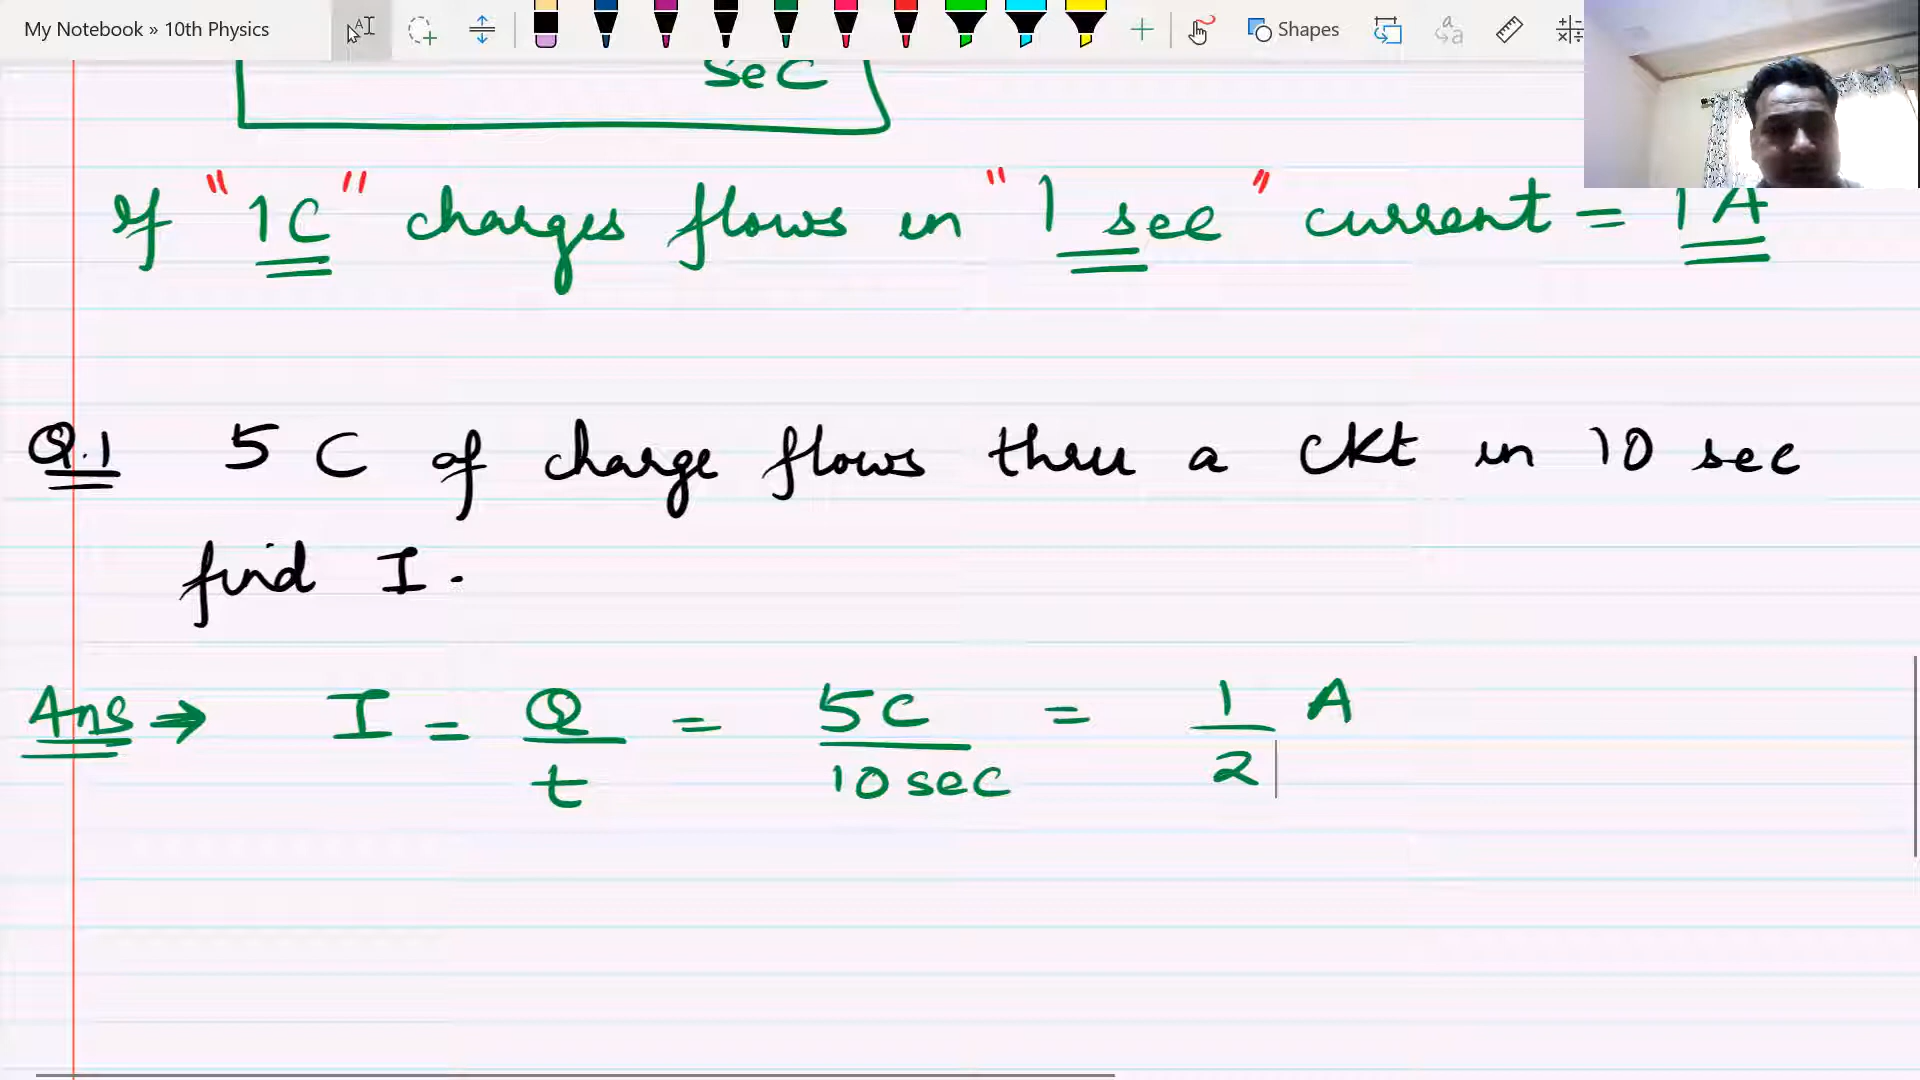 My Notebook » 10th Physics
Shapes
sec
If "1C" charges flows in "1 sec" current = 1A
Q.1 5 C of charge flows thru a ckt in 10 sec
find I.
Ans ⇒ I = Q/t = 5C/10 sec = 1/2 A